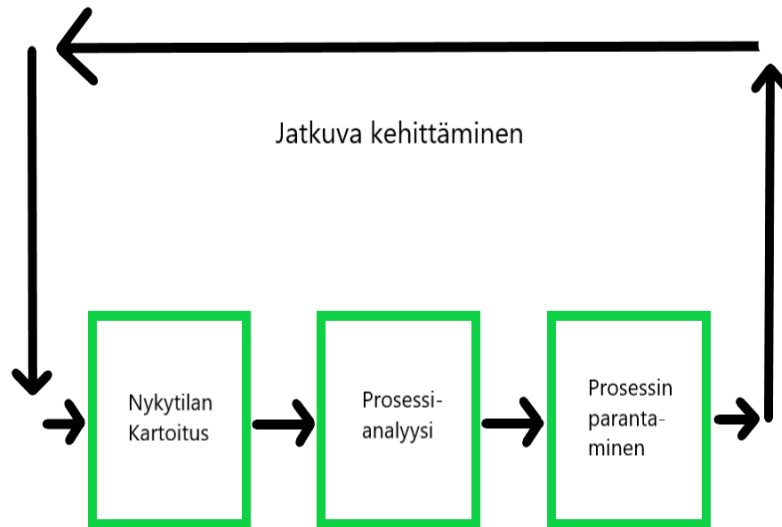 Jatkuva kehittäminen
Nykytilan
Kartoitus
Prosessi-
analyysi
Prosessin
paranta-
minen